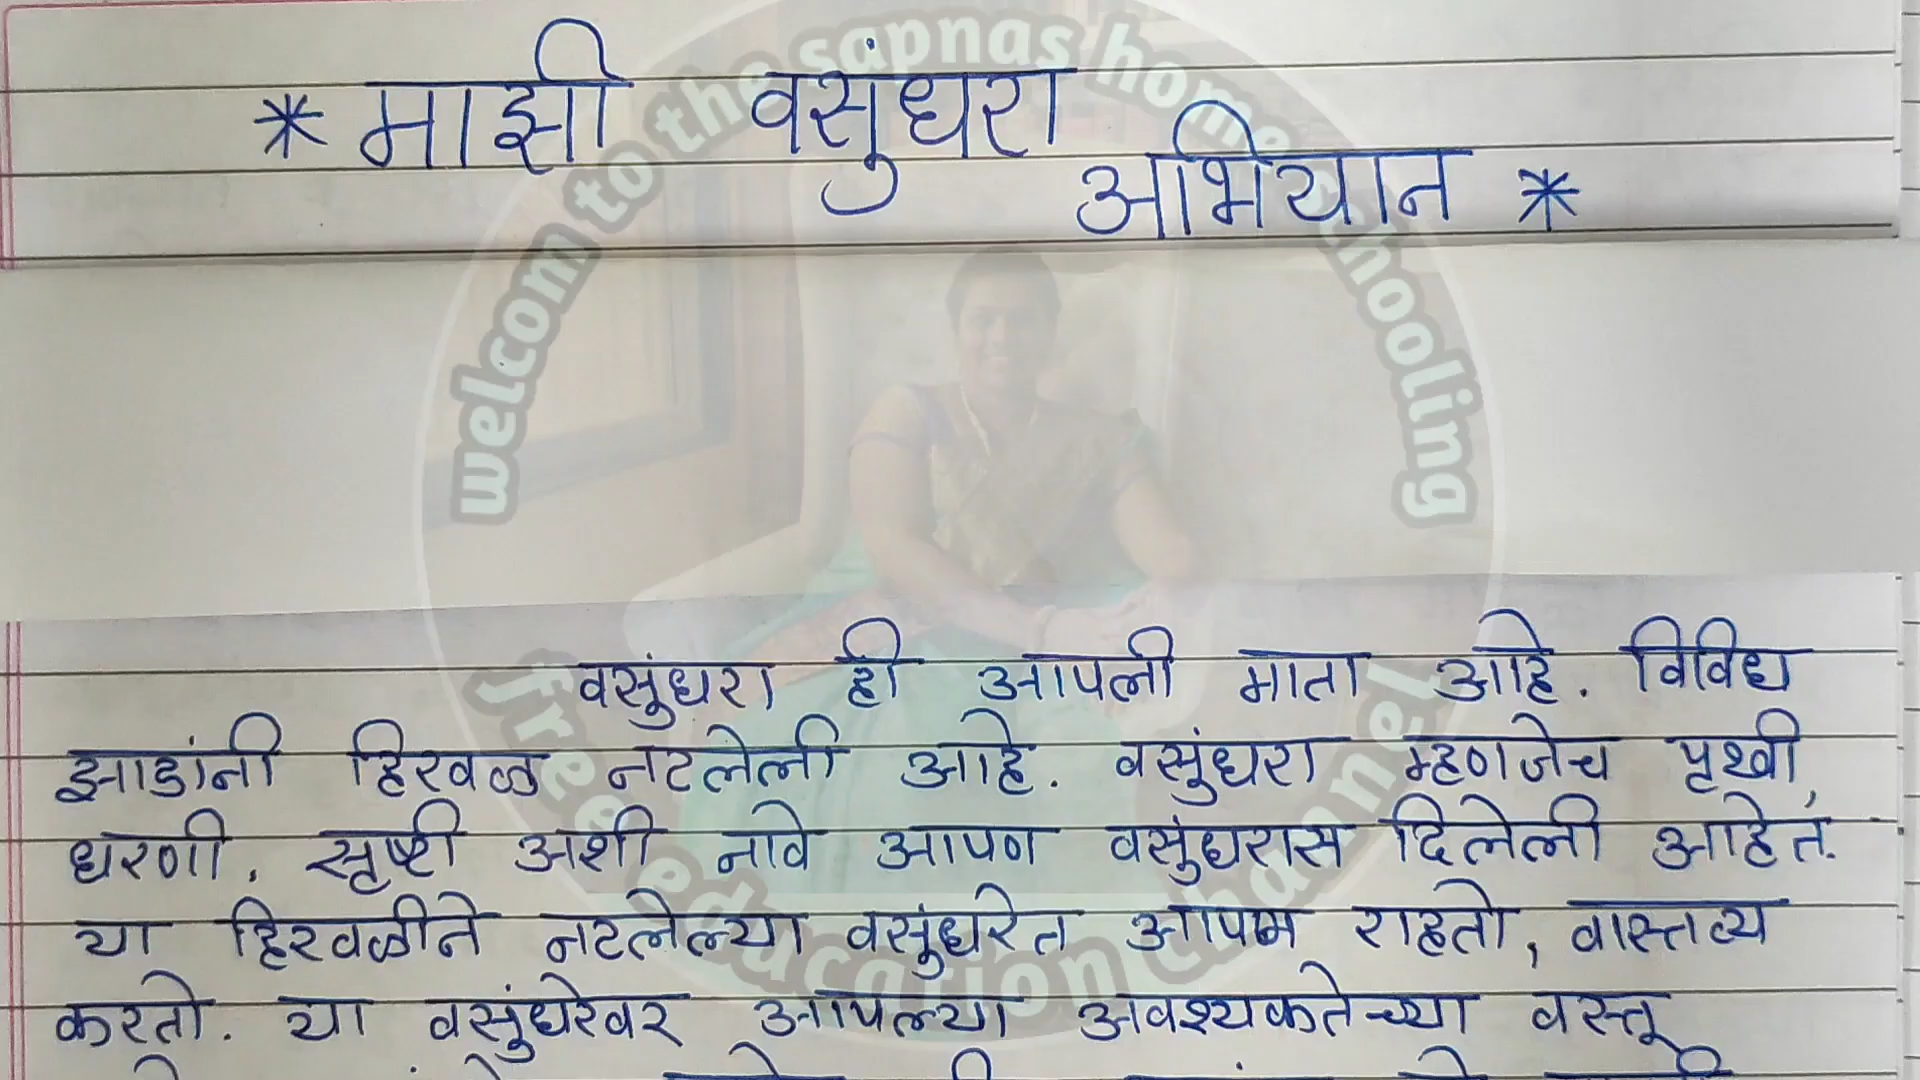 * माझी वसुंधरा
अभियान *
वसुंधरा ही आपली माता आहे. विविध
झाडांनी हिरवळ नटलेली आहे. वसुंधरा म्हणजेच पृथ्वी,
धरणी, सृष्टी अशी नावे आपण वसुंधरास दिलेली आहेत.
या हिरवळीने नटलेल्या वसुंधरेत आपण राहतो, वास्तव्य
करतो. या वसुंधरेवर आपल्या अवश्यकतेच्या वस्तू
welcom to the sapnas home schooling
free education channel